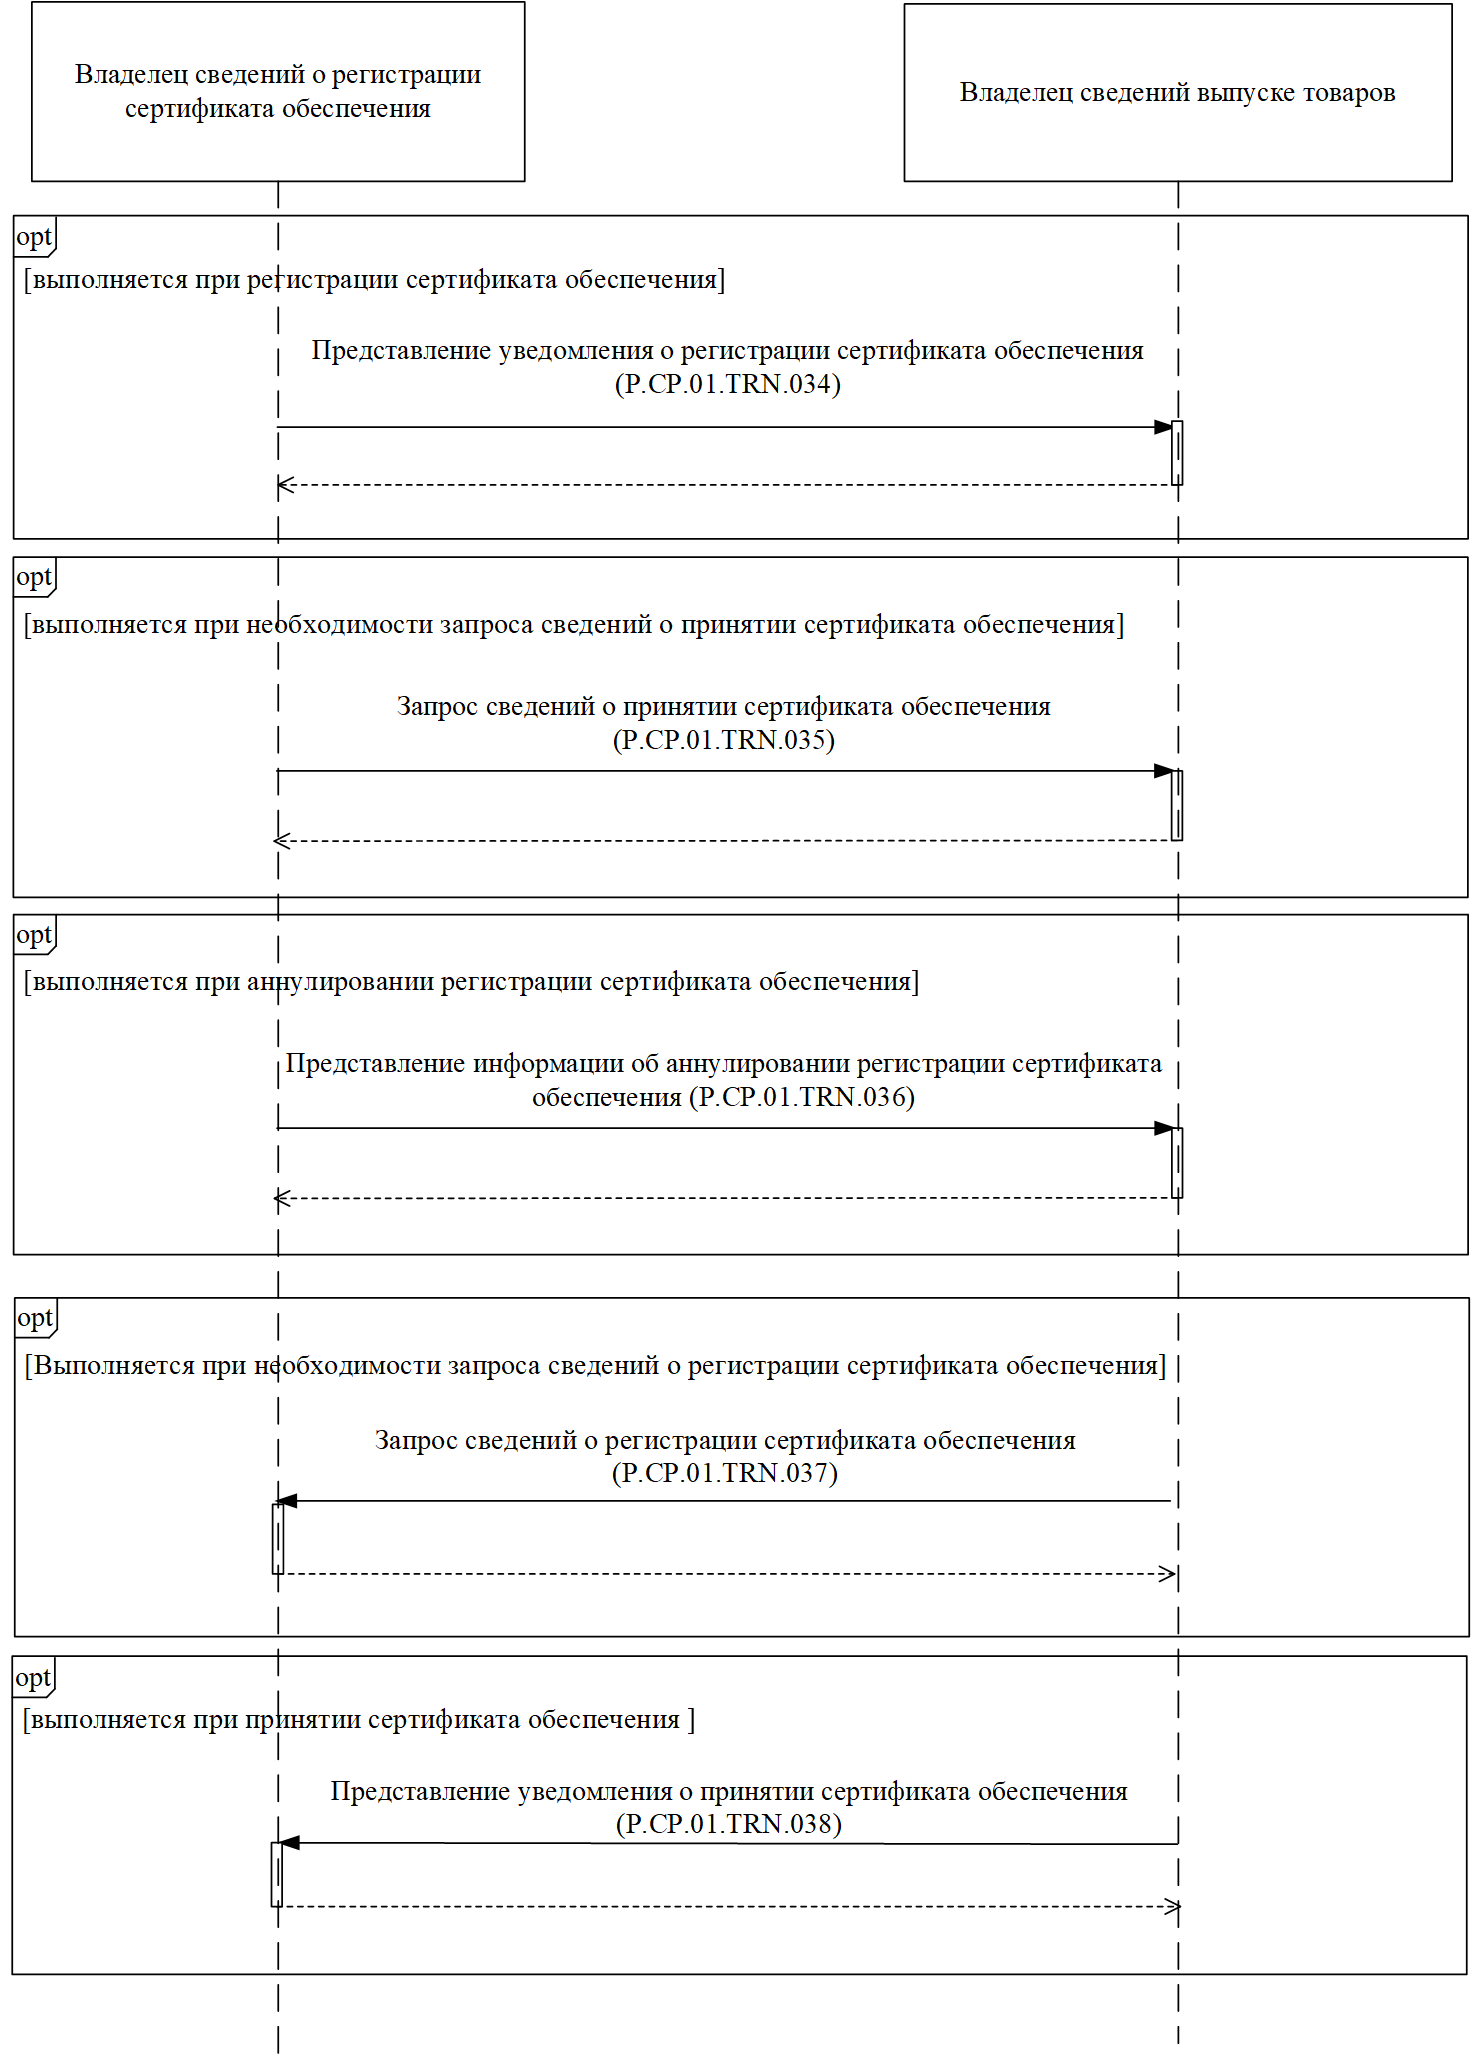 Владелец сведений о регистрации
сертификата обеспечения
Владелец сведений выпуске товаров
opt
[выполняется при регистрации сертификата обеспечения]
Представление уведомления о регистрации сертификата обеспечения
(P.CP.01.TRN.034)
opt
[выполняется при необходимости запроса сведений о принятии сертификата обеспечения]
Запрос сведений о принятии сертификата обеспечения
(P.CP.01.TRN.035)
opt
[выполняется при аннулировании регистрации сертификата обеспечения]
Представление информации об аннулировании регистрации сертификата
обеспечения (P.CP.01.TRN.036)
opt
[Выполняется при необходимости запроса сведений о регистрации сертификата обеспечения]
Запрос сведений о регистрации сертификата обеспечения
(P.CP.01.TRN.037)
opt
[выполняется при принятии сертификата обеспечения ]
Представление уведомления о принятии сертификата обеспечения
(P.CP.01.TRN.038)